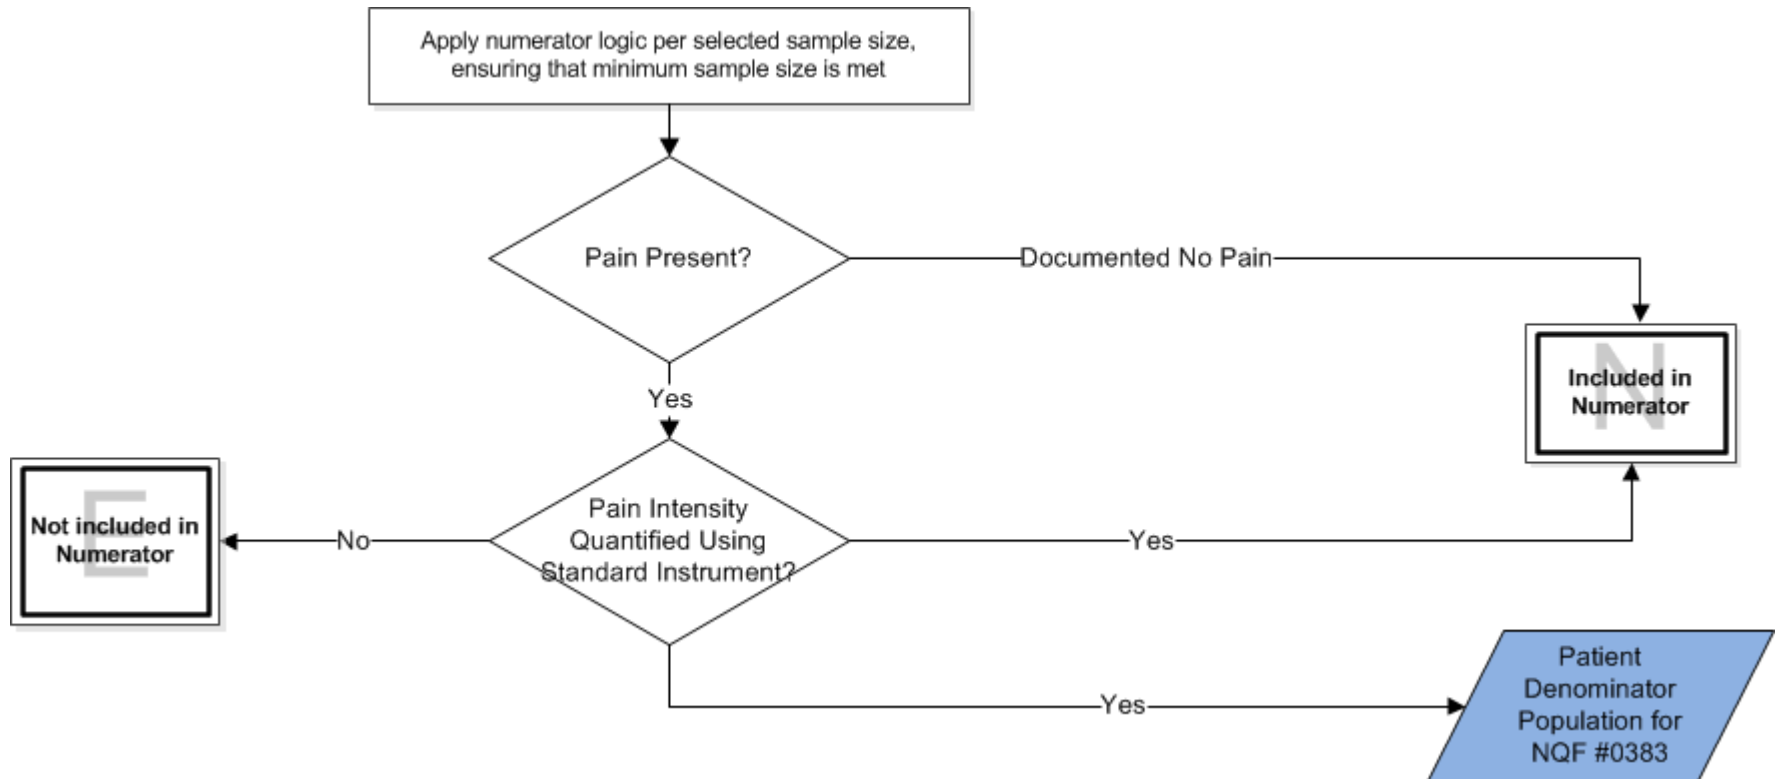 Apply numerator logic per selected sample size,
ensuring that minimum sample size is met
Pain Present?
Documented No Pain
N
Included in
Numerator
Yes
Pain Intensity
Quantified Using
Standard Instrument?
No
E
Not included in
Numerator
Yes
Yes
Patient
Denominator
Population for
NQF #0383